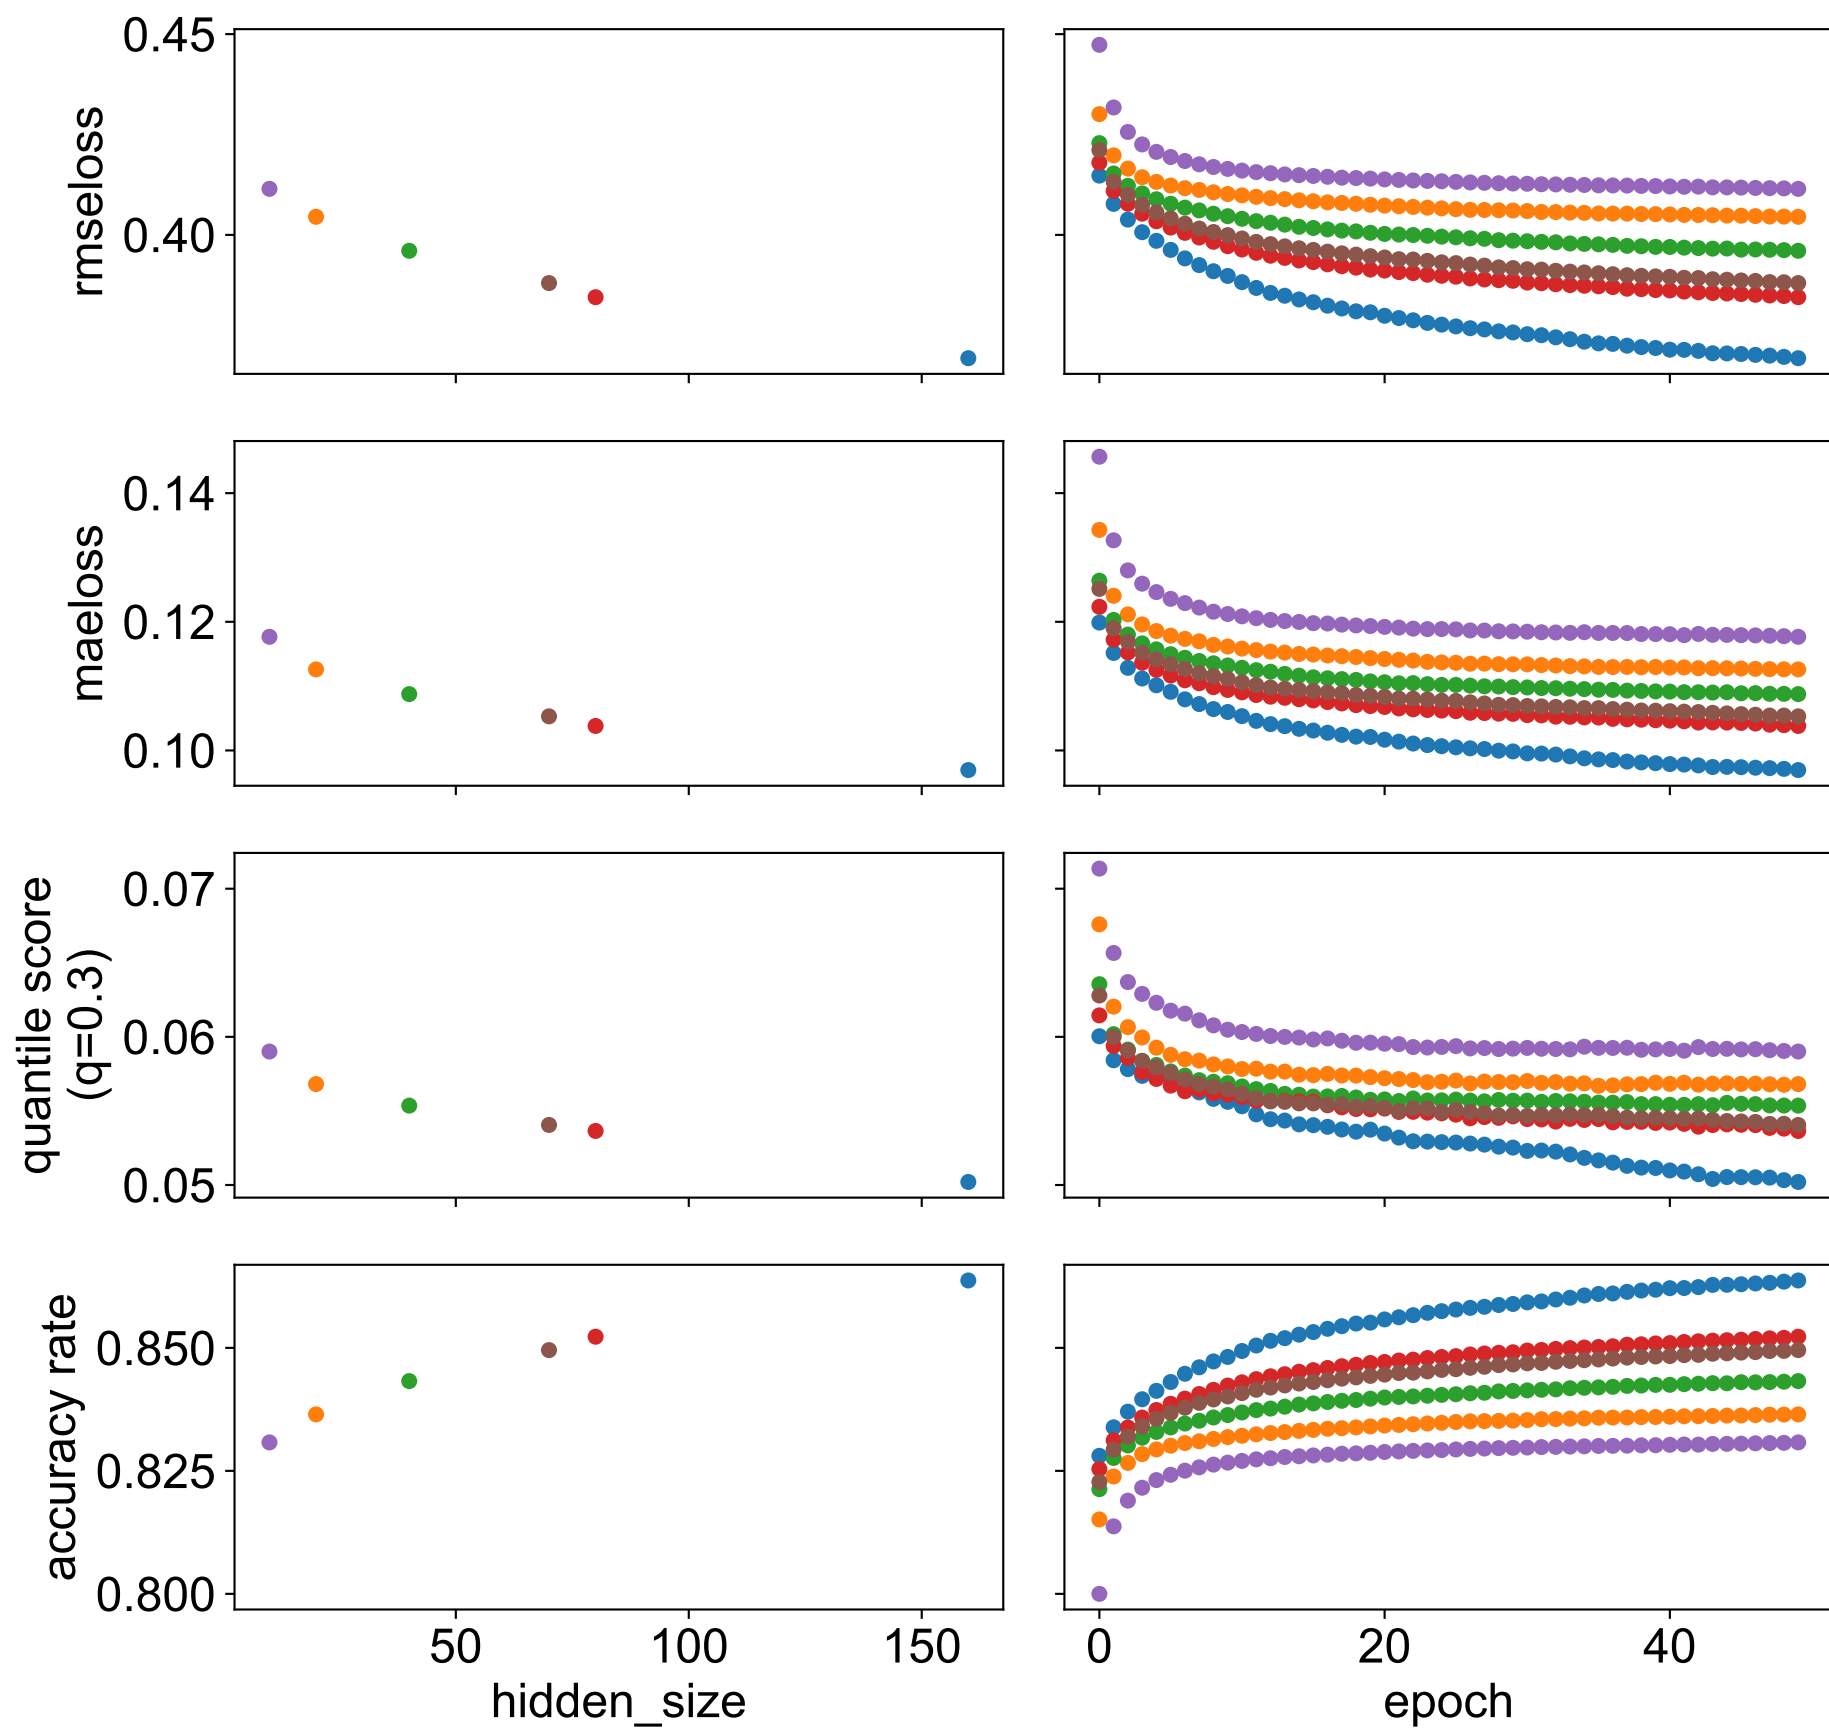 rmseloss
0.45
0.40
maeloss
0.14
0.12
0.10
quantile score
(q=0.3)
0.07
0.06
0.05
accuracy rate
0.850
0.825
0.800
50 100 150
hidden_size
0 20 40
epoch